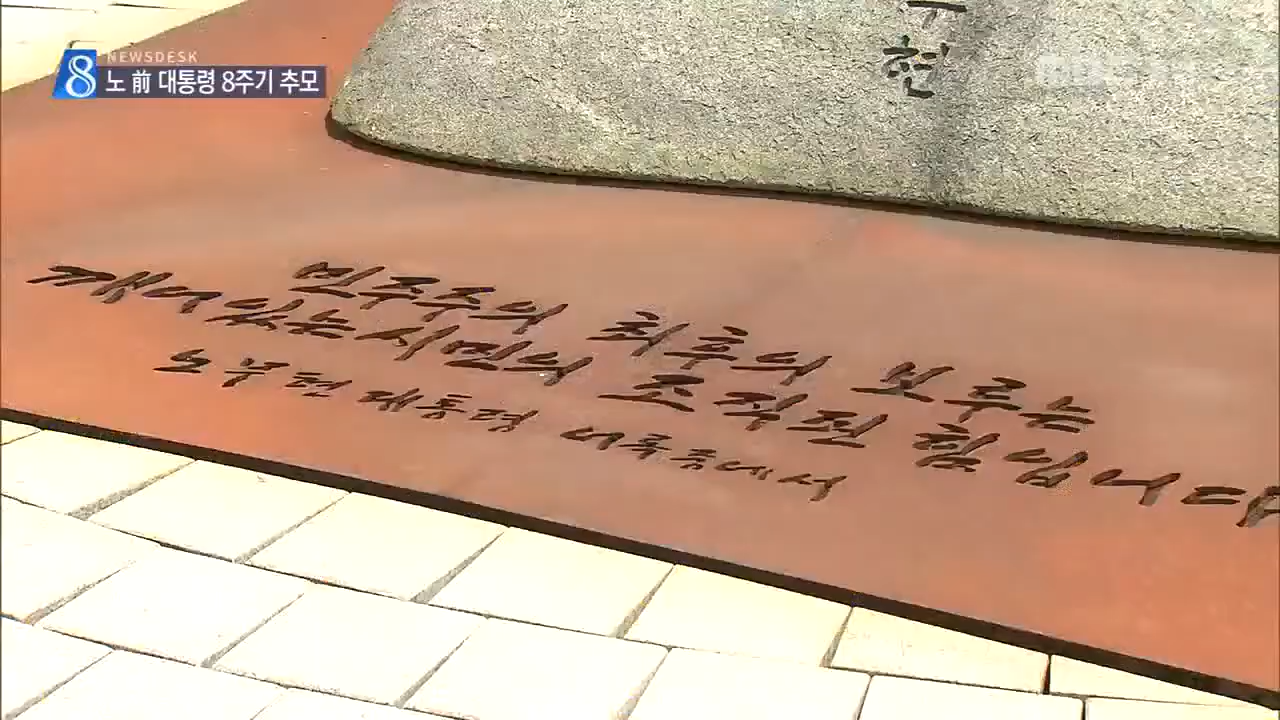 NEWSDESK
8 노 前 대통령 8주기 추모
MBC
무
현
민주주의 최후의 보루는
깨어있는 시민의 조직된 힘입니다
노무현 대통령 어록중에서